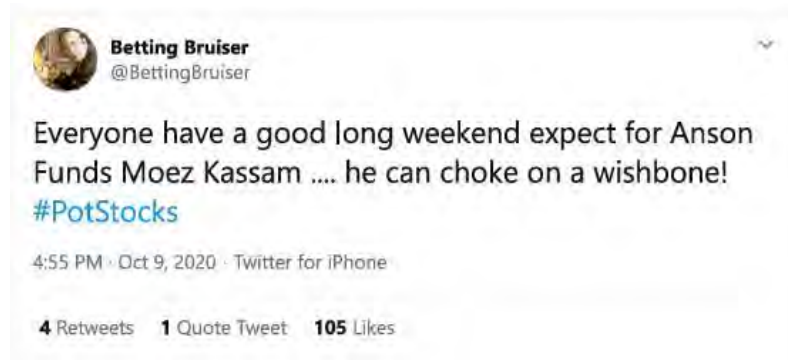 Betting Bruiser
@BettingBruiser
Everyone have a good long weekend expect for Anson
Funds Moez Kassam .... he can choke on a wishbone!
#PotStocks
4:55 PM · Oct 9, 2020 · Twitter for iPhone
4 Retweets 1 Quote Tweet 105 Likes